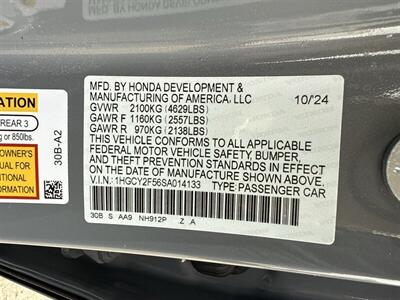 MFD. BY HONDA DEVELOPMENT &
MANUFACTURING OF AMERICA, LLC 10/24
GVWR 2100KG (4629LBS)
GAWR F 1160KG (2557LBS)
GAWR R 970KG (2138LBS)
THIS VEHICLE CONFORMS TO ALL APPLICABLE
FEDERAL MOTOR VEHICLE SAFETY, BUMPER,
AND THEFT PREVENTION STANDARDS IN EFFECT
ON THE DATE OF MANUFACTURE SHOWN ABOVE.
V.I.N.: 1HGCY2F56SA014133 TYPE: PASSENGER CAR
30B S AA9 NH912P Z A
ATION
REAR 3
g or 850lbs.
OWNER'S
UAL FOR
TIONAL
MATION
30B-A2